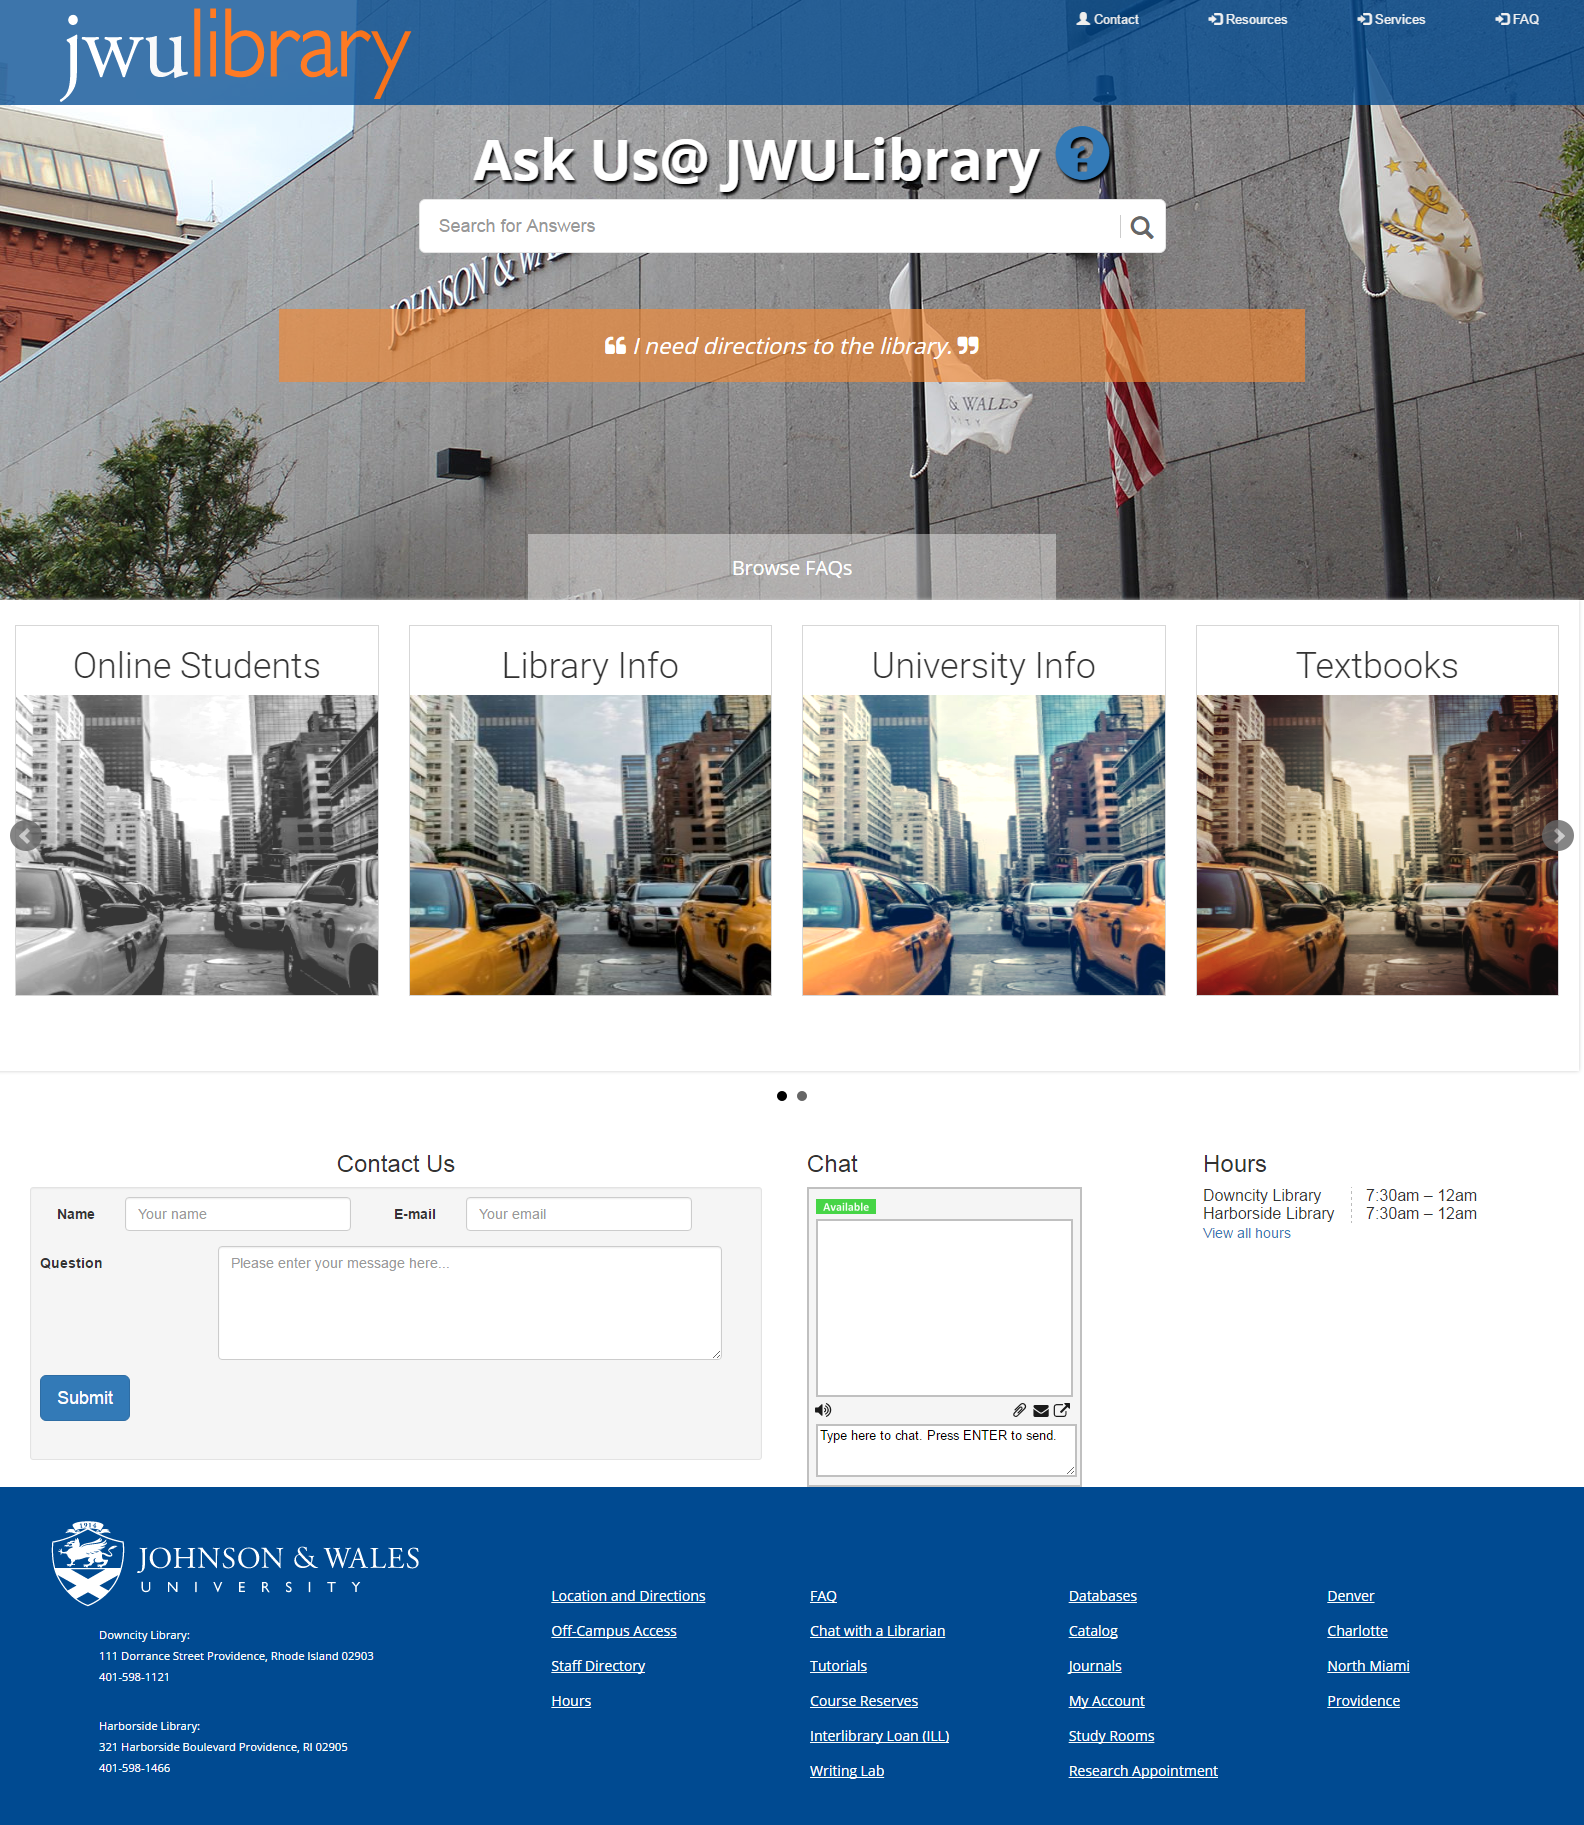 jwulibrary
Contact
Resources
Services
FAQ
Ask Us@ JWULibrary ?
Search for Answers
JOHNSON & WALES
HOPE
“ I need directions to the library. ”
& WALES
Browse FAQs
Online Students
Library Info
University Info
Textbooks
Contact Us
Name
Your name
E-mail
Your email
Question
Please enter your message here...
Submit
Chat
Available
Type here to chat. Press ENTER to send.
Hours
Downcity Library 7:30am – 12am
Harborside Library 7:30am – 12am
View all hours
1914
JOHNSON & WALES
UNIVERSITY
Downcity Library:
111 Dorrance Street Providence, Rhode Island 02903
401-598-1121
Harborside Library:
321 Harborside Boulevard Providence, RI 02905
401-598-1466
Location and Directions
Off-Campus Access
Staff Directory
Hours
FAQ
Chat with a Librarian
Tutorials
Course Reserves
Interlibrary Loan (ILL)
Writing Lab
Databases
Catalog
Journals
My Account
Study Rooms
Research Appointment
Denver
Charlotte
North Miami
Providence